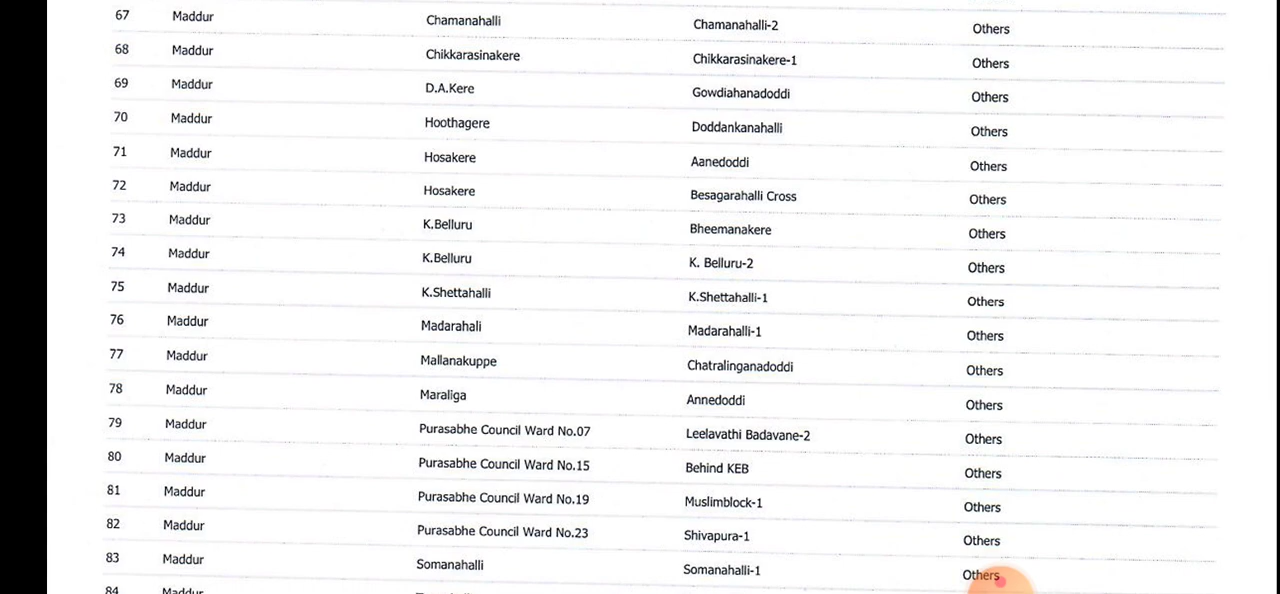 67 Maddur Chamanahalli Chamanahalli-2 Others
68 Maddur Chikkarasinakere Chikkarasinakere-1 Others
69 Maddur D.A.Kere Gowdiahanadoddi Others
70 Maddur Hoothagere Doddankanahalli Others
71 Maddur Hosakere Aanedoddi Others
72 Maddur Hosakere Besagarahalli Cross Others
73 Maddur K.Belluru Bheemanakere Others
74 Maddur K.Belluru K. Belluru-2 Others
75 Maddur K.Shettahalli K.Shettahalli-1 Others
76 Maddur Madarahali Madarahalli-1 Others
77 Maddur Mallanakuppe Chatralinganadoddi Others
78 Maddur Maraliga Annedoddi Others
79 Maddur Purasabhe Council Ward No.07 Leelavathi Badavane-2 Others
80 Maddur Purasabhe Council Ward No.15 Behind KEB Others
81 Maddur Purasabhe Council Ward No.19 Muslimblock-1 Others
82 Maddur Purasabhe Council Ward No.23 Shivapura-1 Others
83 Maddur Somanahalli Somanahalli-1 Others
84 Maddur